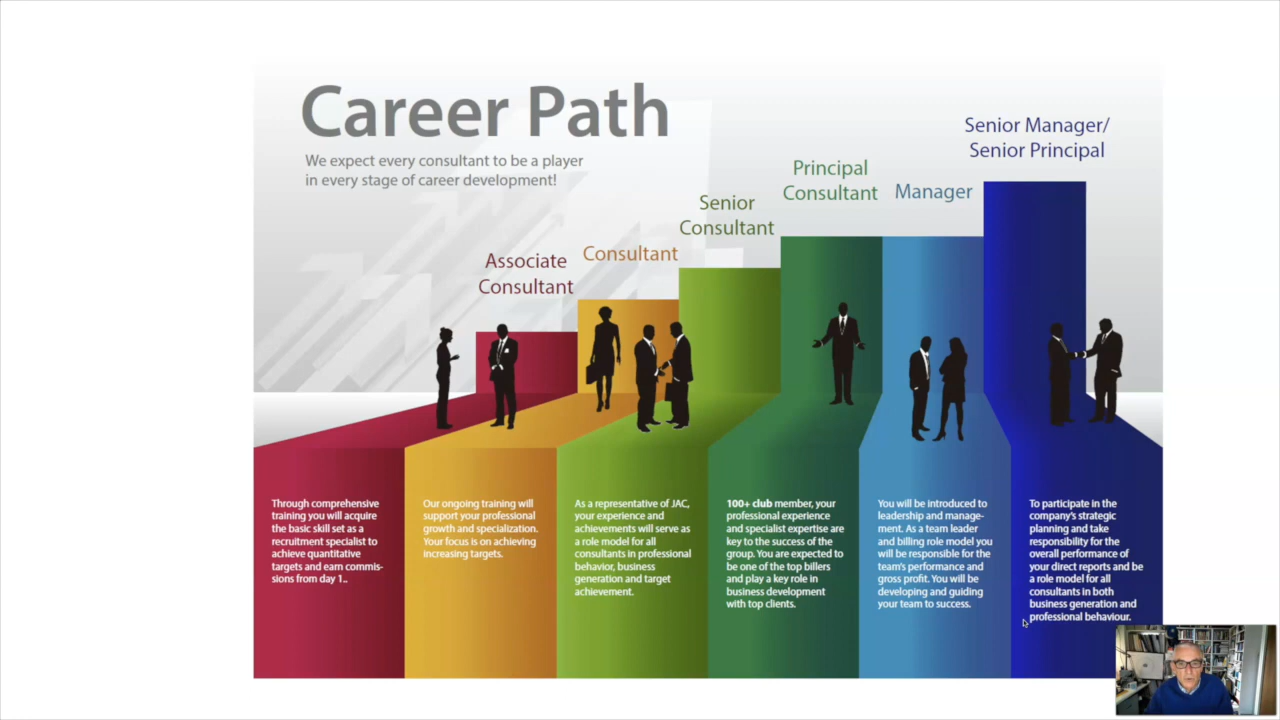 Career Path
We expect every consultant to be a player
in every stage of career development!
Associate
Consultant
Consultant
Senior
Consultant
Principal
Consultant
Manager
Senior Manager/
Senior Principal
Through comprehensive
training you will acquire
the basic skill set as a
recruitment specialist to
achieve quantitative
targets and earn commis-
sions from day 1..
Our ongoing training will
support your professional
growth and specialization.
Your focus is on achieving
increasing targets.
As a representative of JAC,
your experience and
achievements will serve as
a role model for all
consultants in professional
behavior, business
generation and target
achievement.
100+ club member, your
professional experience
and specialist expertise are
key to the success of the
group. You are expected to
be one of the top billers
and play a key role in
business development
with top clients.
You will be introduced to
leadership and manage-
ment. As a team leader
and billing role model you
will be responsible for the
team's performance and
gross profit. You will be
developing and guiding
your team to success.
To participate in the
company's strategic
planning and take
responsibility for the
overall performance of
your direct reports and be
a role model for all
consultants in both
business generation and
professional behaviour.